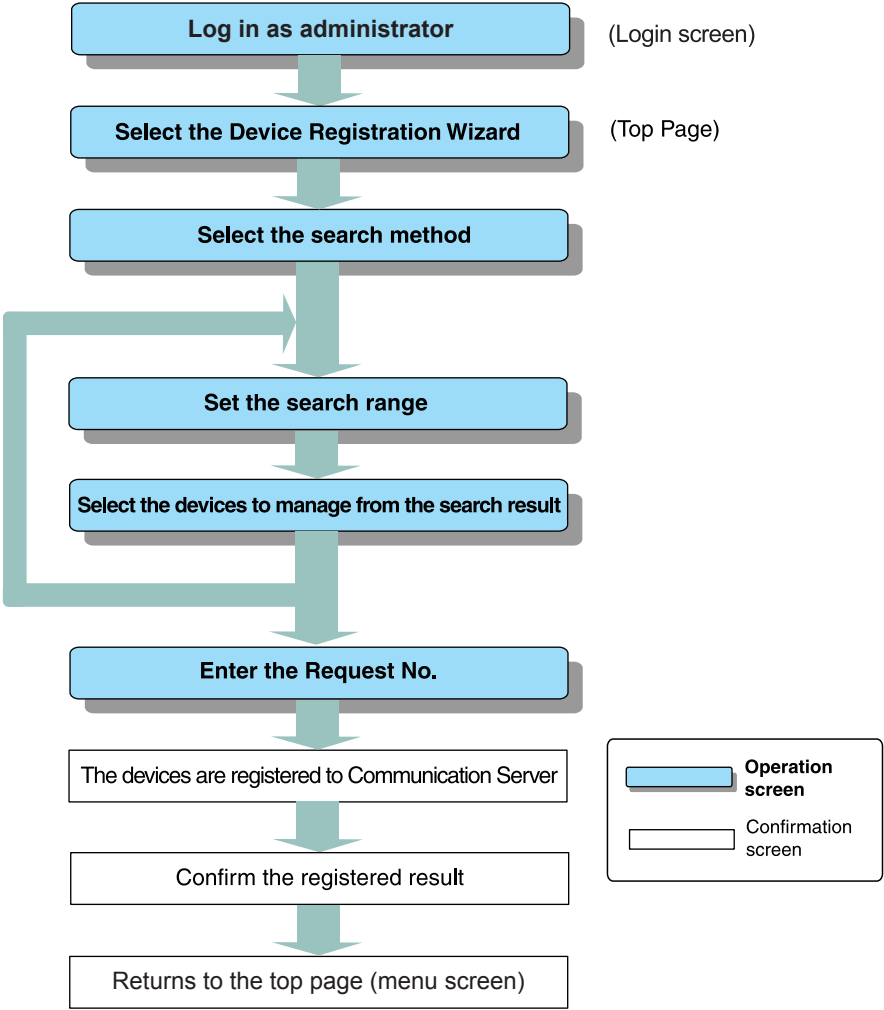 Log in as administrator
(Login screen)
Select the Device Registration Wizard
(Top Page)
Select the search method
Set the search range
Select the devices to manage from the search result
Enter the Request No.
The devices are registered to Communication Server
Confirm the registered result
Returns to the top page (menu screen)
Operation
screen
Confirmation
screen